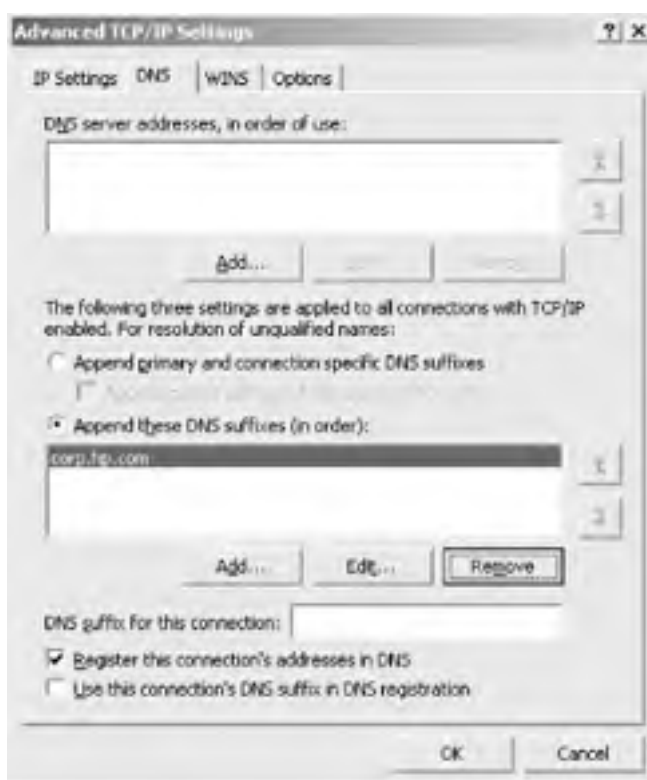 Advanced TCP/IP Settings
IP Settings DNS WINS Options
DNS server addresses, in order of use:
Add...
The following three settings are applied to all connections with TCP/IP
enabled. For resolution of unqualified names:
Append primary and connection specific DNS suffixes
Append these DNS suffixes (in order):
corp.hp.com
Add... Edit... Remove
DNS suffix for this connection:
Register this connection's addresses in DNS
Use this connection's DNS suffix in DNS registration
OK Cancel